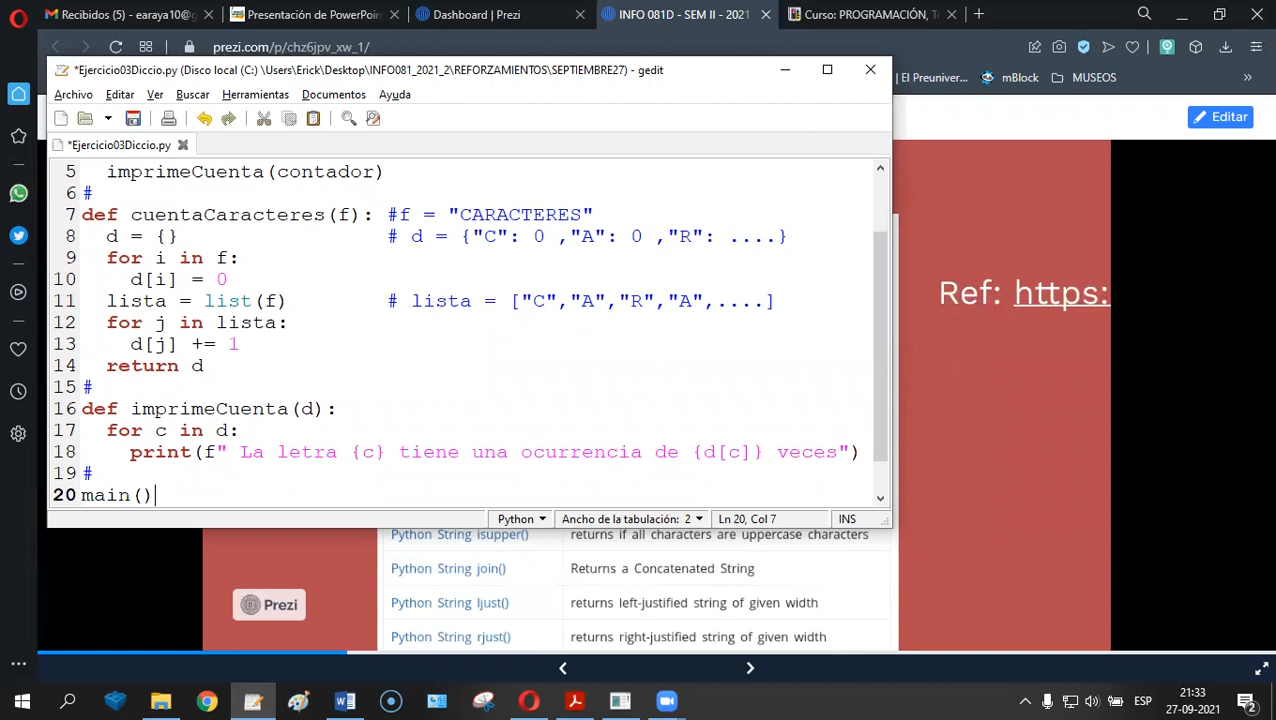 Recibidos (5) - earaya10@g
Presentación de PowerPoin
Dashboard | Prezi
INFO 081D - SEM II - 2021
Curso: PROGRAMACIÓN, T
prezi.com/p/chz6jpv_xw_1/
*Ejercicio03Diccio.py (Disco local (C:) \Users\Erick\Desktop\INFO081_2021_2\REFORZAMIENTOS\SEPTIEMBRE27) - gedit
El Preuniver...
mBlock
MUSEOS
Archivo Editar Ver Buscar Herramientas Documentos Ayuda
Editar
*Ejercicio03Diccio.py
5 imprimeCuenta(contador)
6 #
7 def cuentaCaracteres(f): #f = "CARACTERES"
8 d = {} # d = {"C": 0 ,"A": 0 ,"R": ....}
9 for i in f:
10 d[i] = 0
11 lista = list(f) # lista = ["C","A","R","A",....]
12 for j in lista:
13 d[j] += 1
14 return d
15 #
16 def imprimeCuenta(d):
17 for c in d:
18 print(f" La letra {c} tiene una ocurrencia de {d[c]} veces")
19 #
20 main()
Ref: https:
Python Ancho de la tabulación: 2 Ln 20, Col 7 INS
Python String isupper() returns if all characters are uppercase characters
Python String join() Returns a Concatenated String
Python String ljust() returns left-justified string of given width
Python String rjust() returns right-justified string of given width
Prezi
ESP
21:33
27-09-2021
2